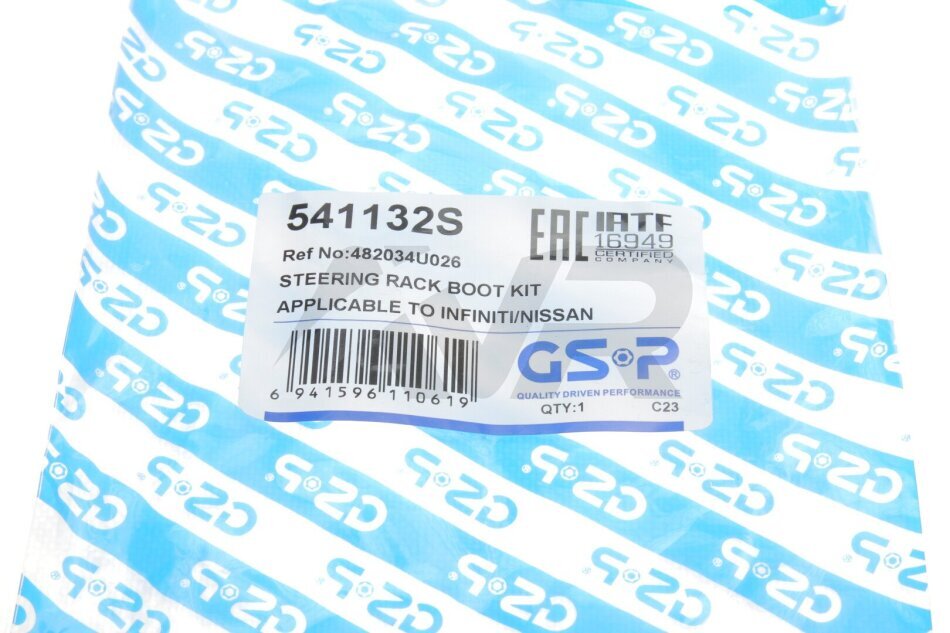 541132S
EAC
IATF
16949
CERTIFIED
COMPANY
Ref No:482034U026
STEERING RACK BOOT KIT
APPLICABLE TO INFINITI/NISSAN
6 941596 110619
GS·P®
QUALITY DRIVEN PERFORMANCE
QTY:1 C23